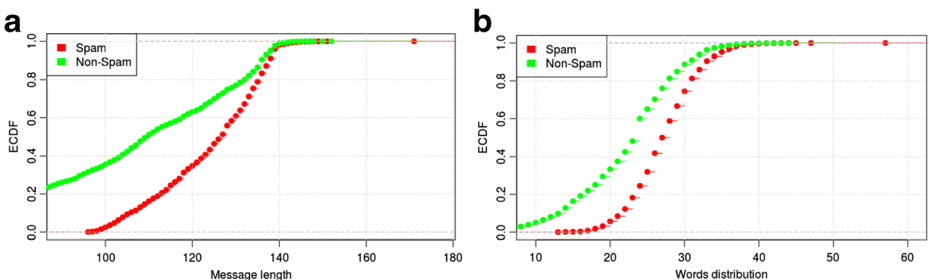 a
Spam
Non-Spam
ECDF
0.0 0.2 0.4 0.6 0.8 1.0
100 120 140 160 180
Message length
b
Spam
Non-Spam
ECDF
0.0 0.2 0.4 0.6 0.8 1.0
10 20 30 40 50 60
Words distribution